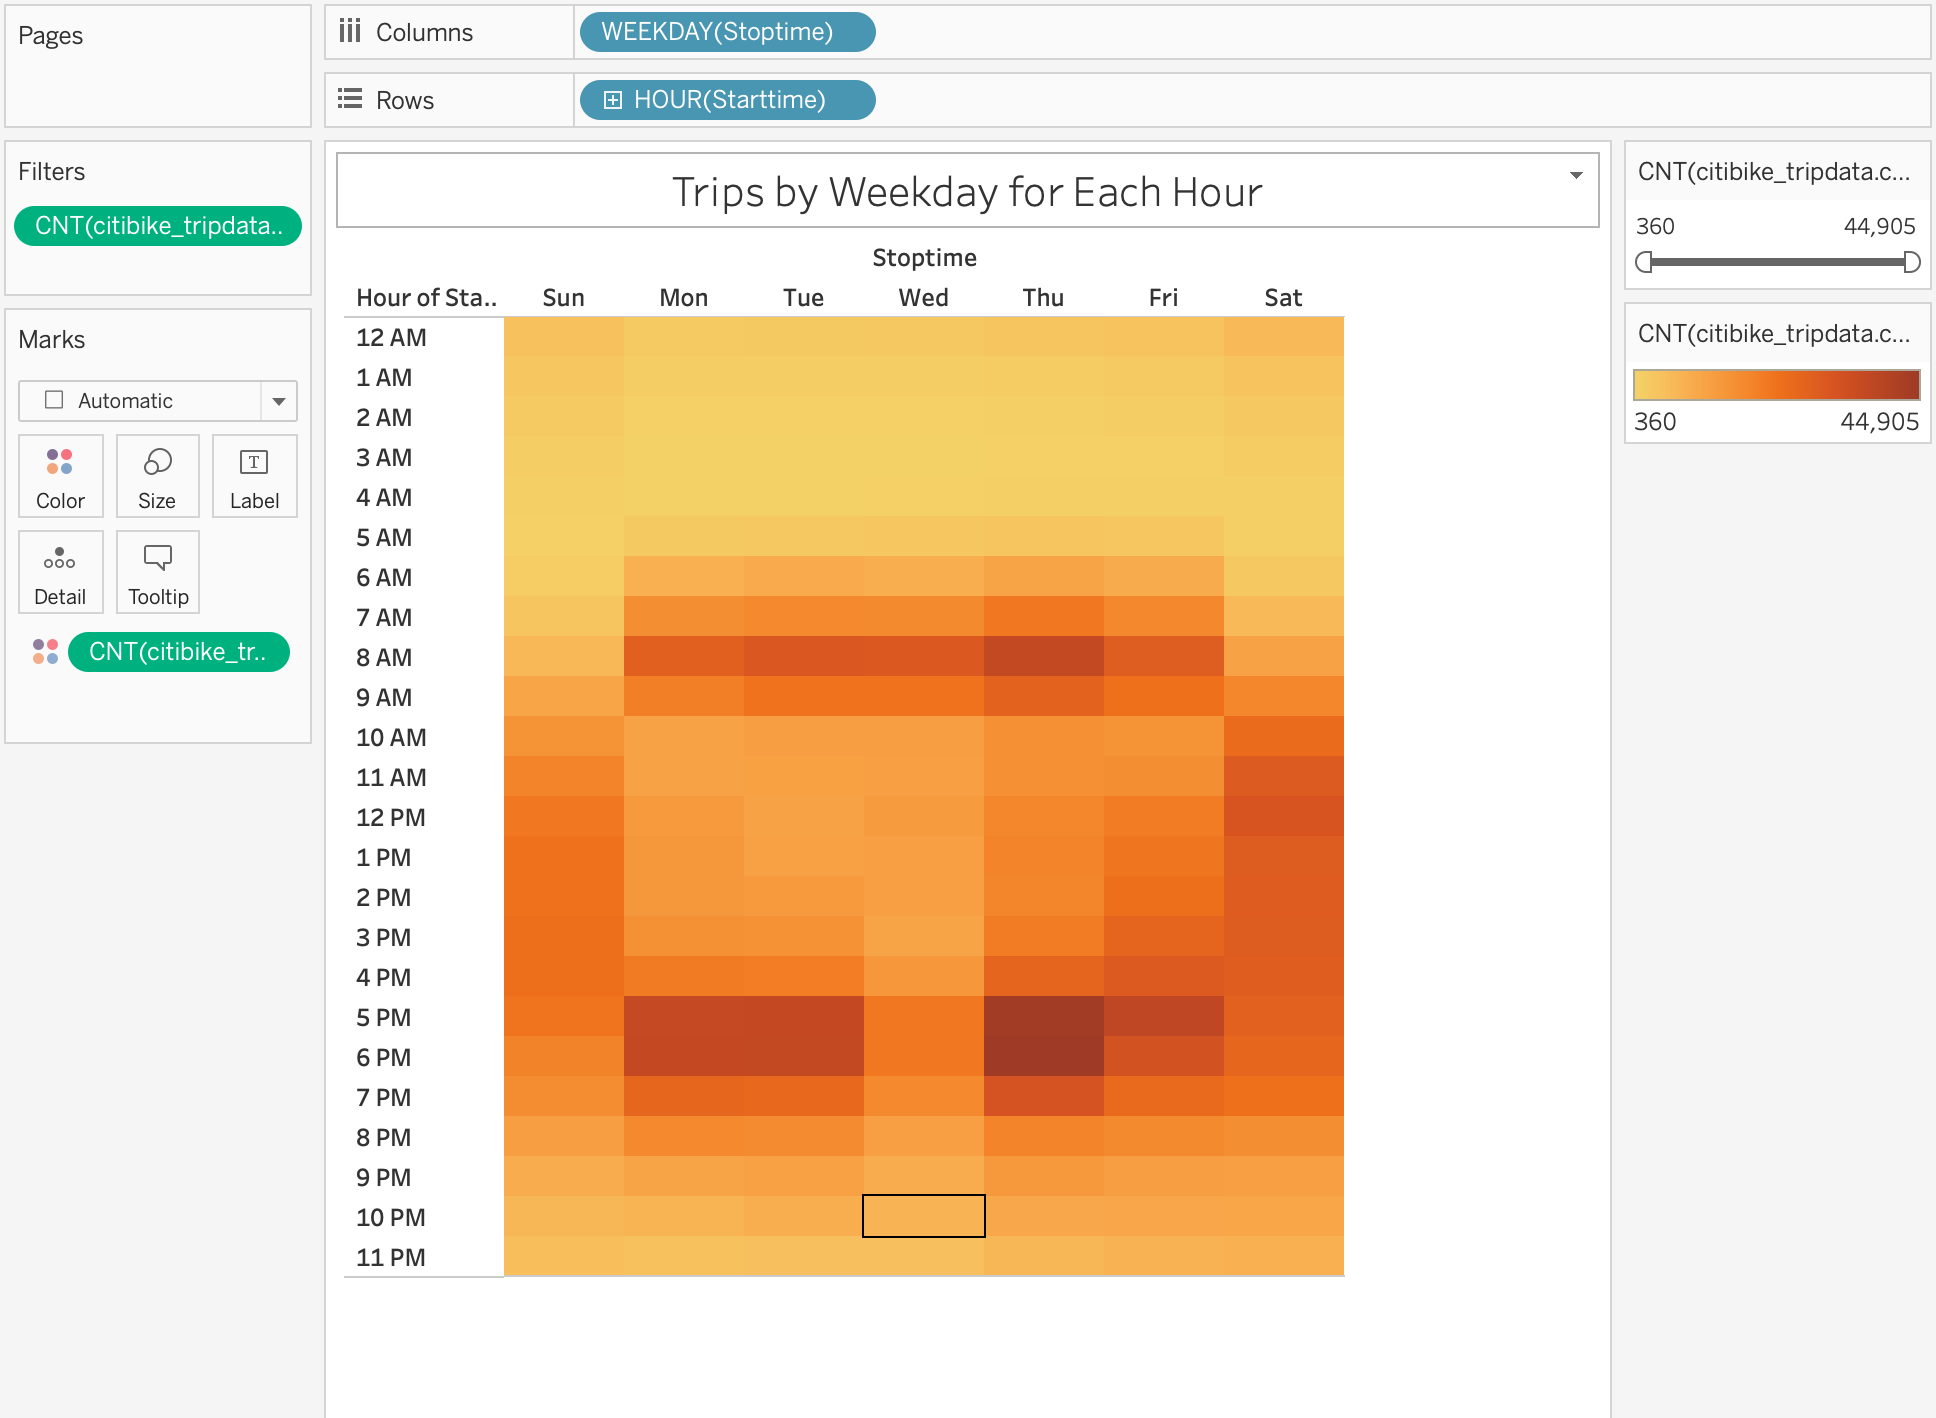 Pages
Columns
WEEKDAY(Stoptime)
Rows
HOUR(Starttime)
Filters
CNT(citibike_tripdata..
Marks
Automatic
Color
Size
T
Label
Detail
Tooltip
CNT(citibike_tr..
Trips by Weekday for Each Hour
Stoptime
Hour of Sta.. Sun Mon Tue Wed Thu Fri Sat
12 AM
1 AM
2 AM
3 AM
4 AM
5 AM
6 AM
7 AM
8 AM
9 AM
10 AM
11 AM
12 PM
1 PM
2 PM
3 PM
4 PM
5 PM
6 PM
7 PM
8 PM
9 PM
10 PM
11 PM
CNT(citibike_tripdata.c...
360 44,905
CNT(citibike_tripdata.c...
360 44,905